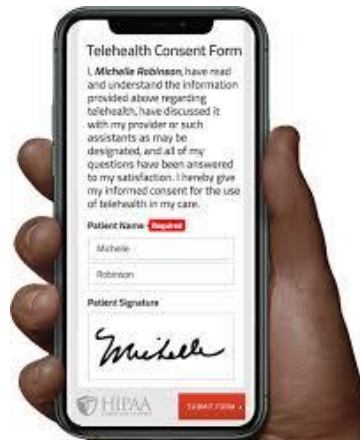 Telehealth Consent Form
I, Michelle Robinson, have read
and understand the information
provided above regarding
telehealth, have discussed it
with my provider or such
assistants as may be
designated, and all of my
questions have been answered
to my satisfaction. I hereby give
my informed consent for the use
of telehealth in my care.
Patient Name Required
Michelle
Robinson
Patient Signature
Michelle
HIPAA
SUBMIT FORM